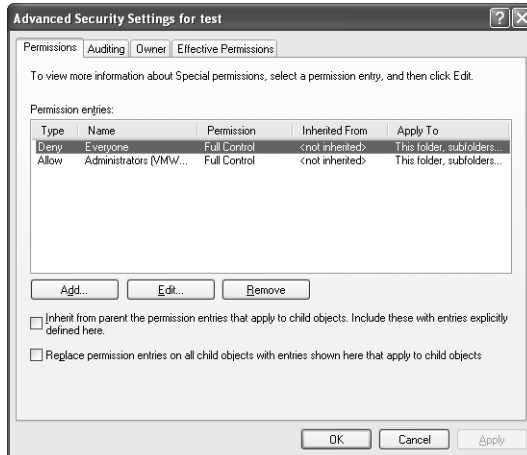 Advanced Security Settings for test
Permissions Auditing Owner Effective Permissions
To view more information about Special permissions, select a permission entry, and then click Edit.
Permission entries:
Type Name Permission Inherited From Apply To
Deny Everyone Full Control <not inherited> This folder, subfolders...
Allow Administrators (VMW... Full Control <not inherited> This folder, subfolders...
Add... Edit... Remove
Inherit from parent the permission entries that apply to child objects. Include these with entries explicitly
defined here.
Replace permission entries on all child objects with entries shown here that apply to child objects
OK Cancel Apply